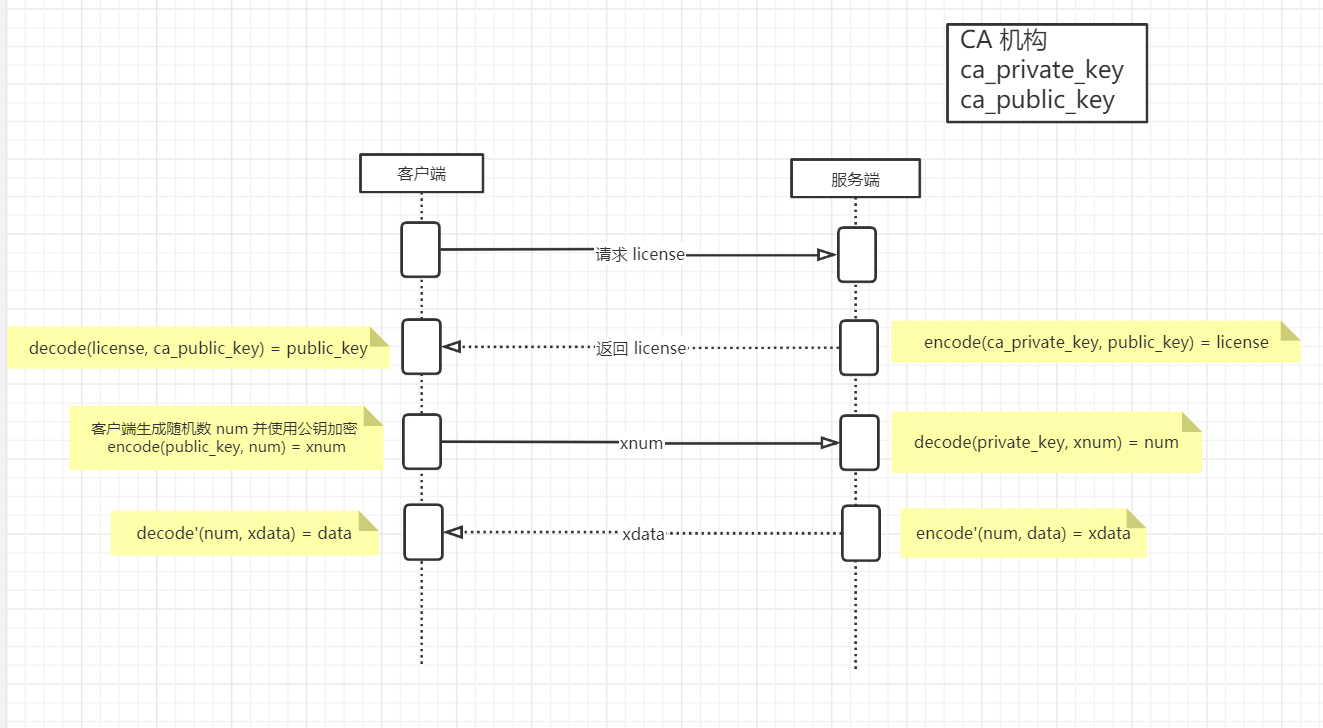 CA 机构
ca_private_key
ca_public_key
客户端
服务端
请求 license
decode(license, ca_public_key) = public_key
返回 license
encode(ca_private_key, public_key) = license
客户端生成随机数 num 并使用公钥加密
encode(public_key, num) = xnum
xnum
decode(private_key, xnum) = num
decode'(num, xdata) = data
xdata
encode'(num, data) = xdata